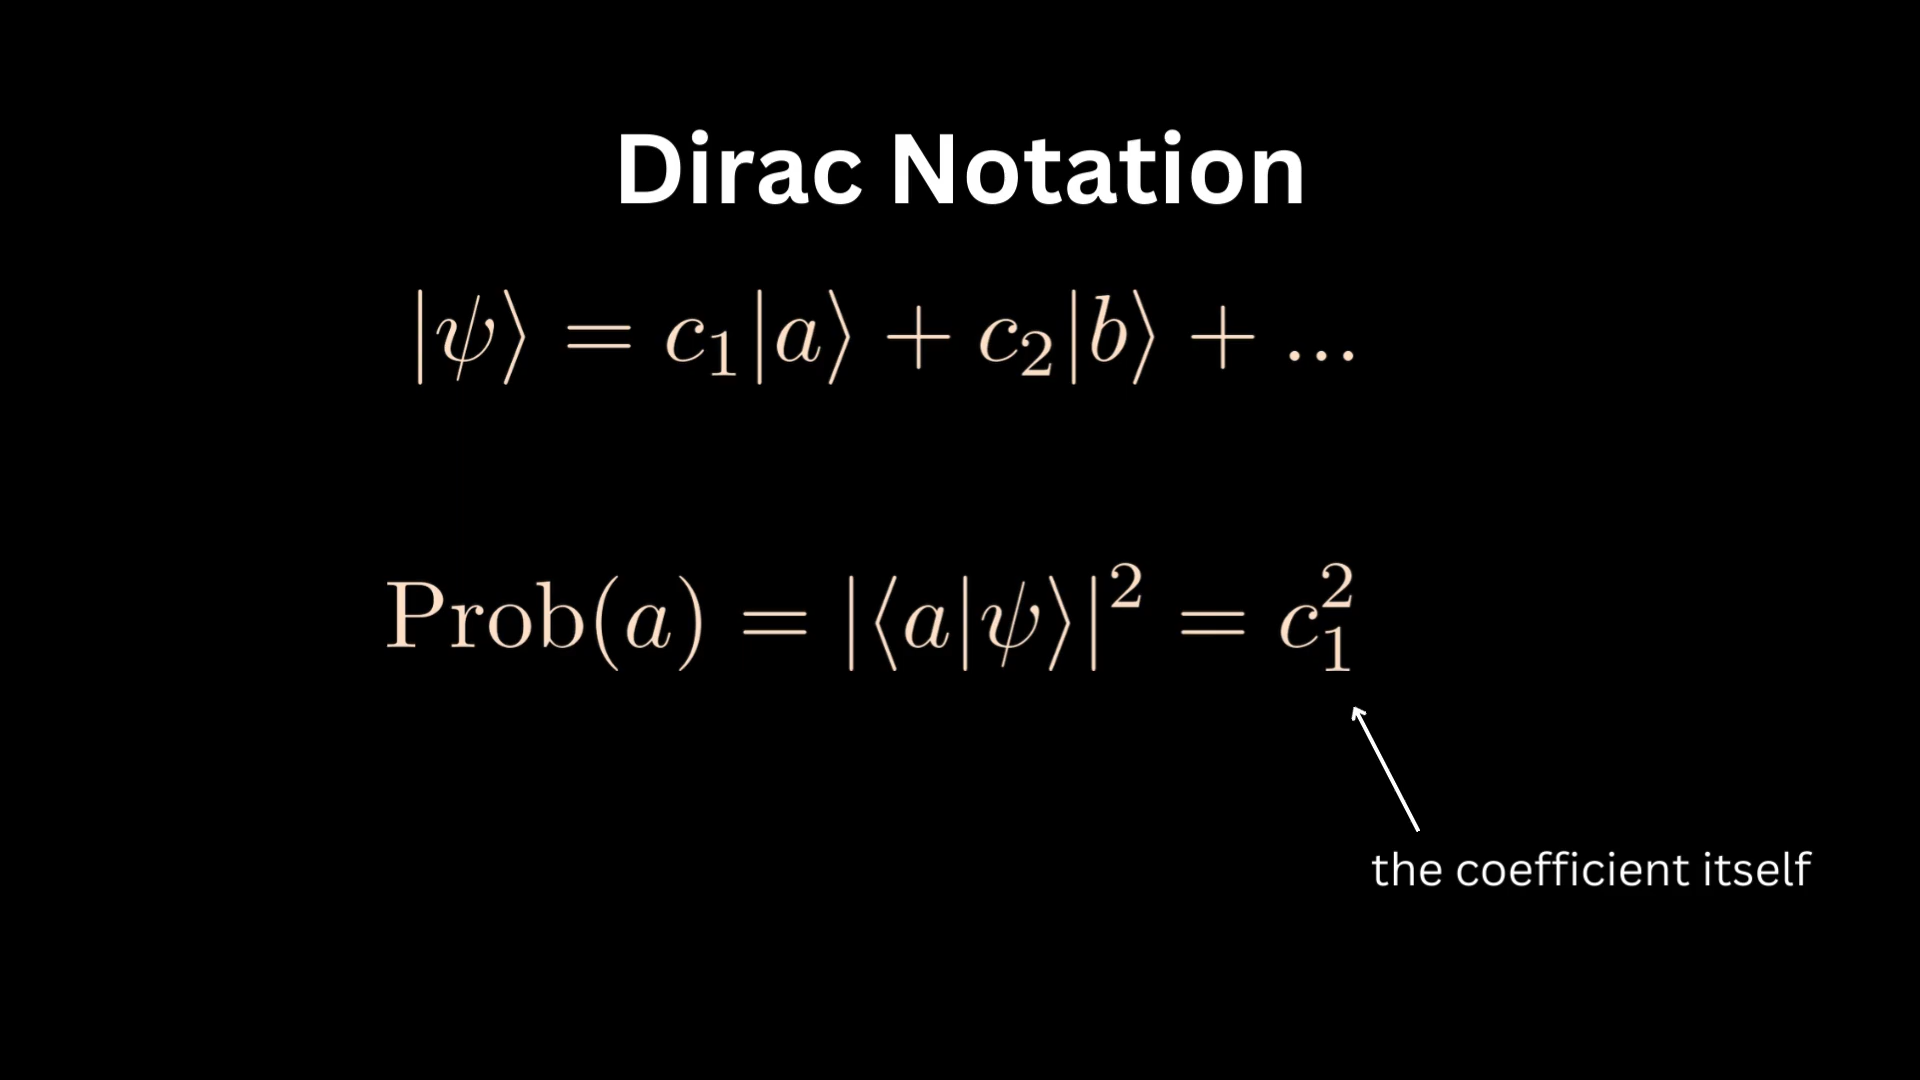 Dirac Notation
|ψ⟩ = c₁|a⟩ + c₂|b⟩ + ...
Prob(a) = |⟨a|ψ⟩|² = c₁²
the coefficient itself